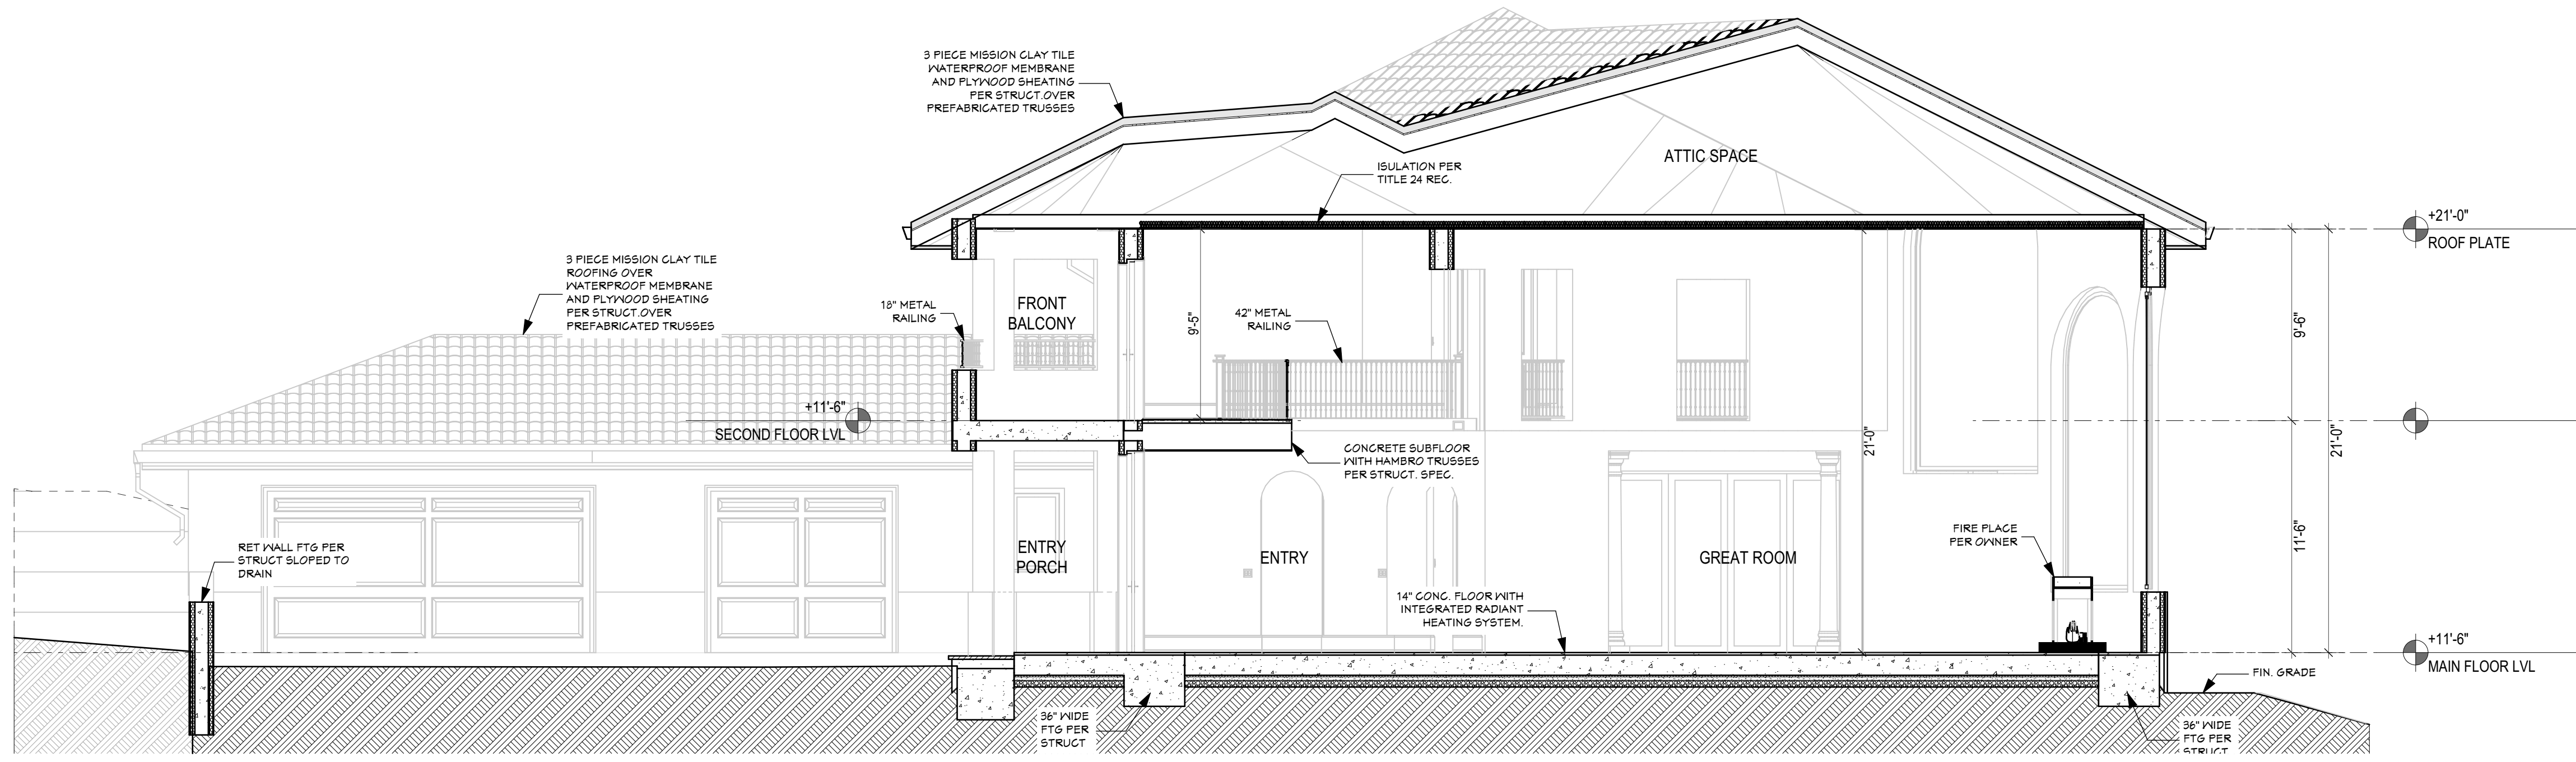 3 PIECE MISSION CLAY TILE
WATERPROOF MEMBRANE
AND PLYWOOD SHEATING
PER STRUCT.OVER
PREFABRICATED TRUSSES
ATTIC SPACE
ISULATION PER
TITLE 24 REC.
+21'-0"
ROOF PLATE
3 PIECE MISSION CLAY TILE
ROOFING OVER
WATERPROOF MEMBRANE
AND PLYWOOD SHEATING
PER STRUCT.OVER
PREFABRICATED TRUSSES
18" METAL
RAILING
FRONT
BALCONY
9'-5"
42" METAL
RAILING
9'-6"
+11'-6"
SECOND FLOOR LVL
CONCRETE SUBFLOOR
WITH HAMBRO TRUSSES
PER STRUCT. SPEC.
21'-0"
21'-0"
RET WALL FTG PER
STRUCT SLOPED TO
DRAIN
ENTRY
PORCH
ENTRY
GREAT ROOM
FIRE PLACE
PER OWNER
11'-6"
14" CONC. FLOOR WITH
INTEGRATED RADIANT
HEATING SYSTEM.
+11'-6"
MAIN FLOOR LVL
FIN. GRADE
36" WIDE
FTG PER
STRUCT
36" WIDE
FTG PER
STRUCT